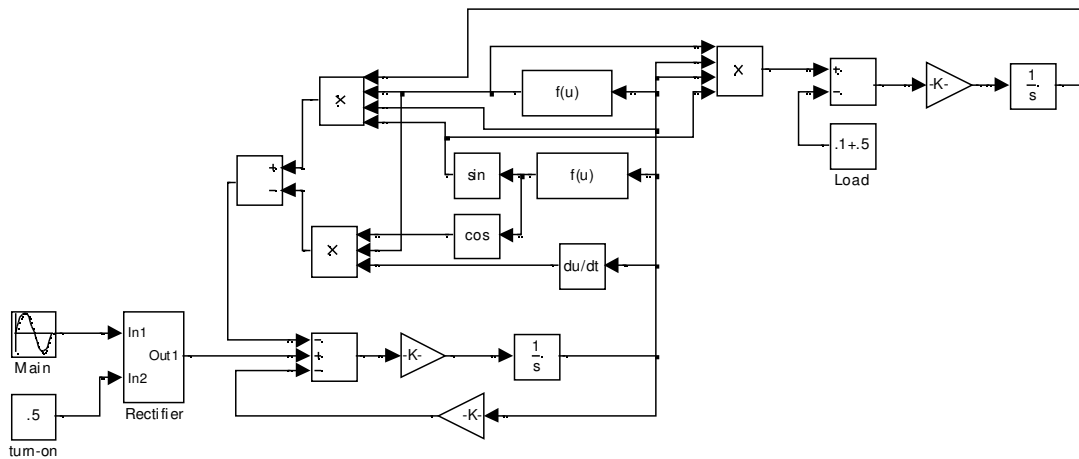 ×
f(u)
×
+
-
-K-
1
s
.1+.5
Load
+
-
sin
f(u)
cos
×
du/dt
Main
In1
Out1
In2
Rectifier
.5
turn-on
-
+
-
-K-
1
s
-K-